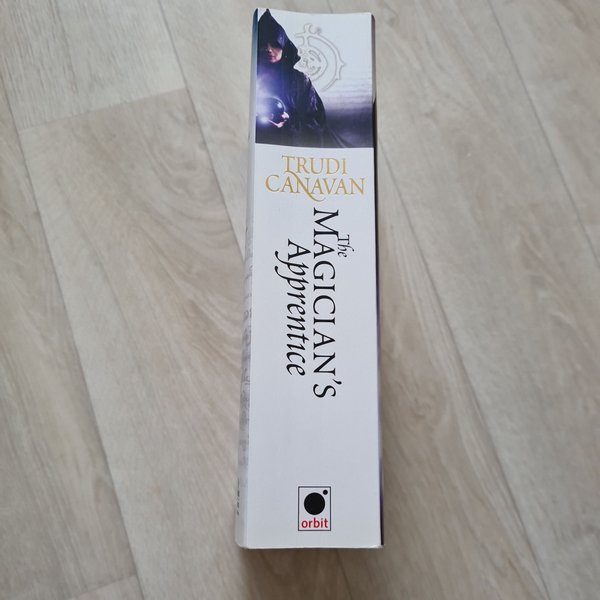 TRUDI
CANAVAN
The
MAGICIAN'S
Apprentice
orbit